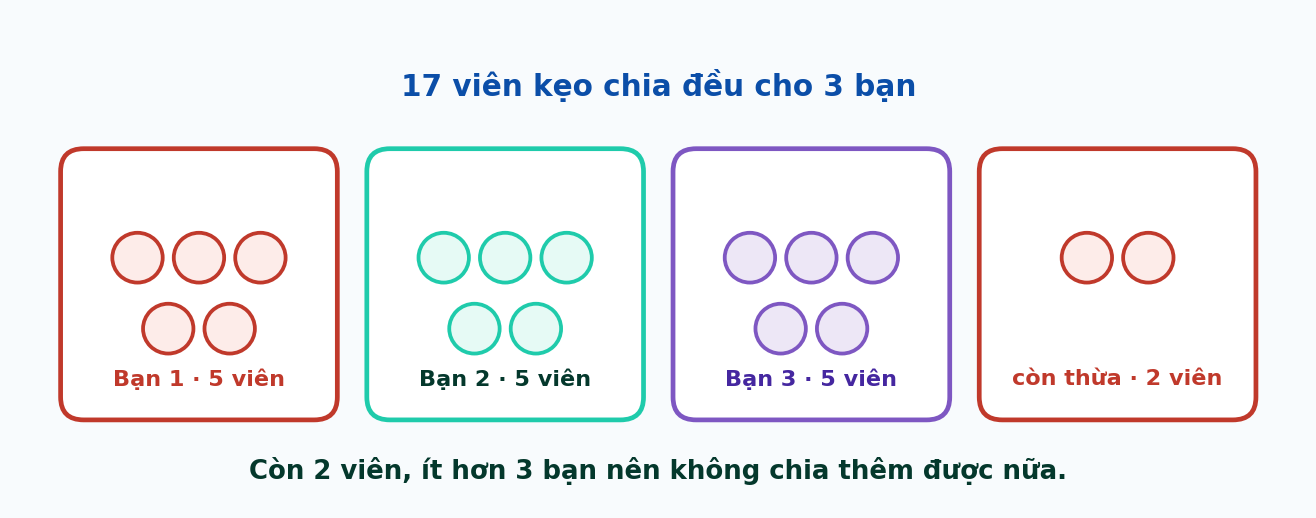 17 viên kẹo chia đều cho 3 bạn
Bạn 1 · 5 viên
Bạn 2 · 5 viên
Bạn 3 · 5 viên
còn thừa · 2 viên
Còn 2 viên, ít hơn 3 bạn nên không chia thêm được nữa.